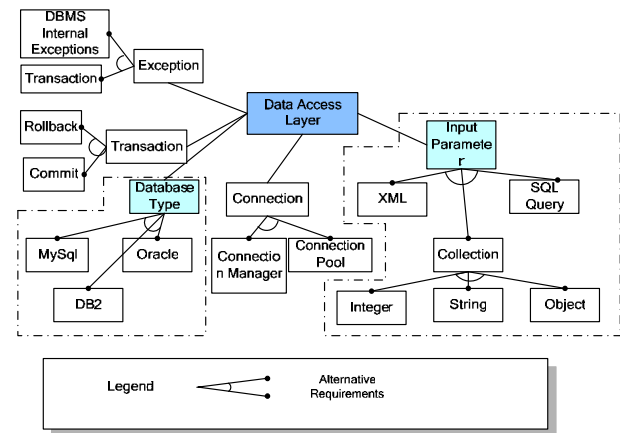 DBMS
Internal
Exceptions
Transaction
Exception
Data Access
Layer
Rollback
Transaction
Commit
Input
Paramete
r
Database
Type
Connection
XML
SQL
Query
MySql
Oracle
Connectio
n Manager
Connection
Pool
Collection
DB2
Integer
String
Object
Legend
Alternative
Requirements